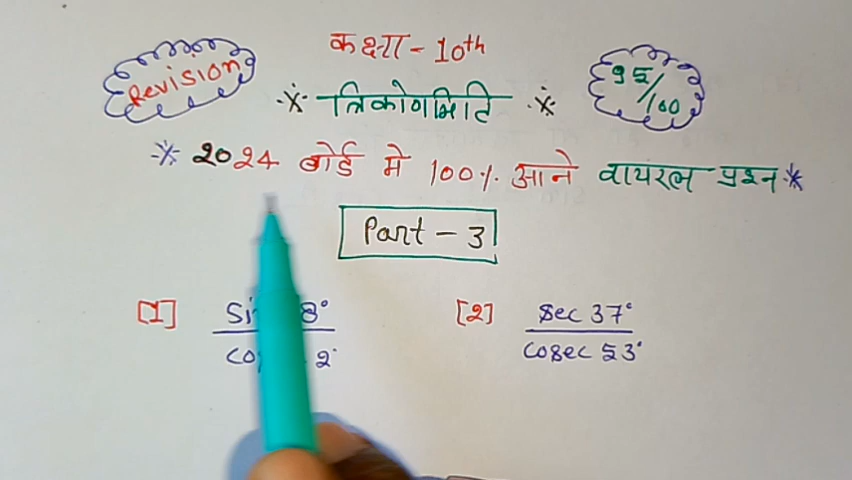 कक्षा - 10th
Revision
95/100
त्रिकोणमिति
2024 बोर्ड मे 100% आने वायरल प्रश्न
Part - 3
[1]
[2] sec 37°
cosec 53°